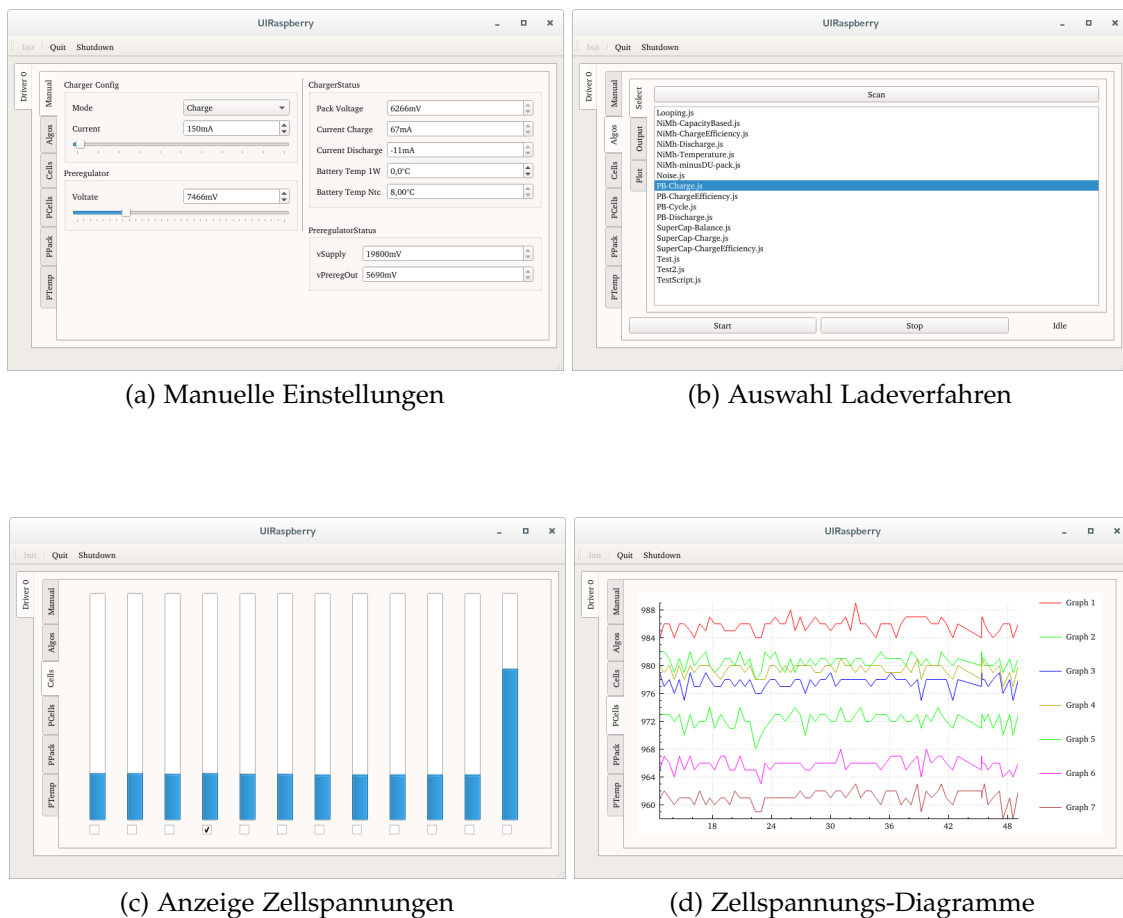 UIRaspberry
Init Quit Shutdown
Driver 0
Manual
Algos
Cells
PCells
PPack
PTemp
Charger Config
Mode Charge
Current 150mA
Preregulator
Voltate 7466mV
ChargerStatus
Pack Voltage 6266mV
Current Charge 67mA
Current Discharge -11mA
Battery Temp 1W 0,0°C
Battery Temp Ntc 8,00°C
PreregulatorStatus
vSupply 19800mV
vPreregOut 5690mV
(a) Manuelle Einstellungen
UIRaspberry
Init Quit Shutdown
Driver 0
Manual
Algos
Cells
PCells
PPack
PTemp
Select
Output
Plot
Scan
Looping.js
NiMh-CapacityBased.js
NiMh-ChargeEfficiency.js
NiMh-Discharge.js
NiMh-Temperature.js
NiMh-minusDU-pack.js
Noise.js
PB-Charge.js
PB-ChargeEfficiency.js
PB-Cycle.js
PB-Discharge.js
SuperCap-Balance.js
SuperCap-Charge.js
SuperCap-ChargeEfficiency.js
Test.js
Test2.js
TestScript.js
Start Stop Idle
(b) Auswahl Ladeverfahren
UIRaspberry
Init Quit Shutdown
Driver 0
Manual
Algos
Cells
PCells
PPack
PTemp
(c) Anzeige Zellspannungen
UIRaspberry
Init Quit Shutdown
Driver 0
Manual
Algos
Cells
PCells
PPack
PTemp
988
984
980
976
972
968
964
960
18 24 30 36 42 48
Graph 1
Graph 2
Graph 3
Graph 4
Graph 5
Graph 6
Graph 7
(d) Zellspannungs-Diagramme